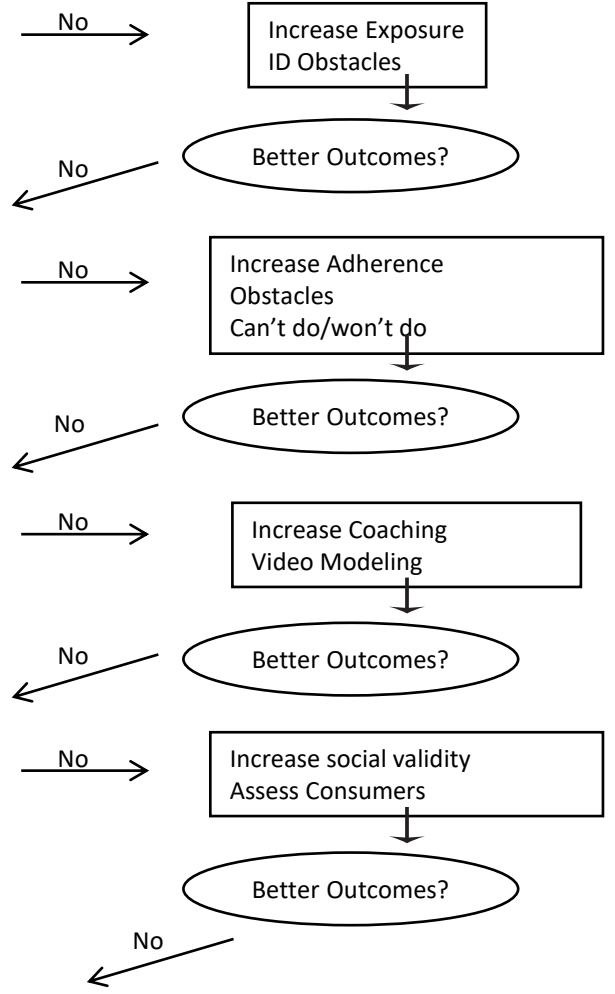 No
Increase Exposure
ID Obstacles
Better Outcomes?
No
No
Increase Adherence
Obstacles
Can’t do/won’t do
Better Outcomes?
No
No
Increase Coaching
Video Modeling
Better Outcomes?
No
No
Increase social validity
Assess Consumers
Better Outcomes?
No